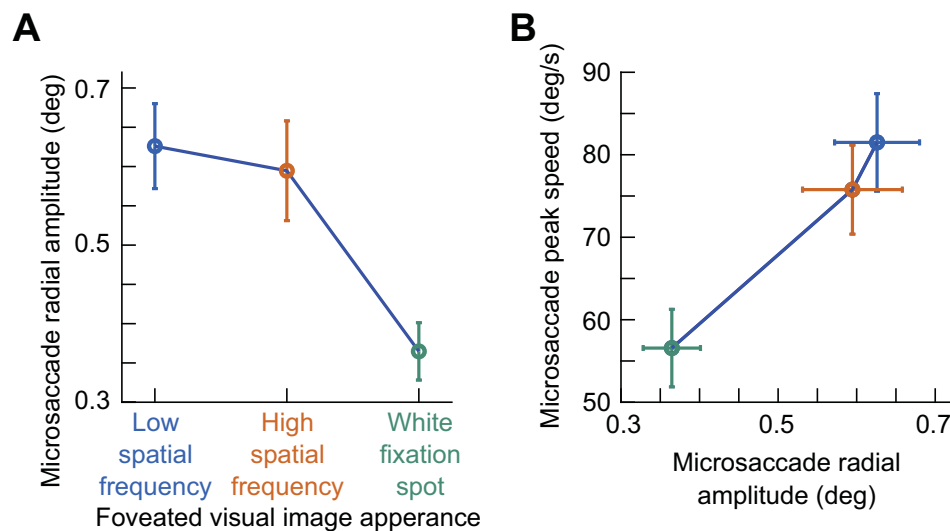 A
Microsaccade radial amplitude (deg)
0.7
0.5
0.3
Low
spatial
frequency
High
spatial
frequency
White
fixation
spot
Foveated visual image apperance
B
Microsaccade peak speed (deg/s)
90
80
70
60
50
0.3
0.5
0.7
Microsaccade radial
amplitude (deg)